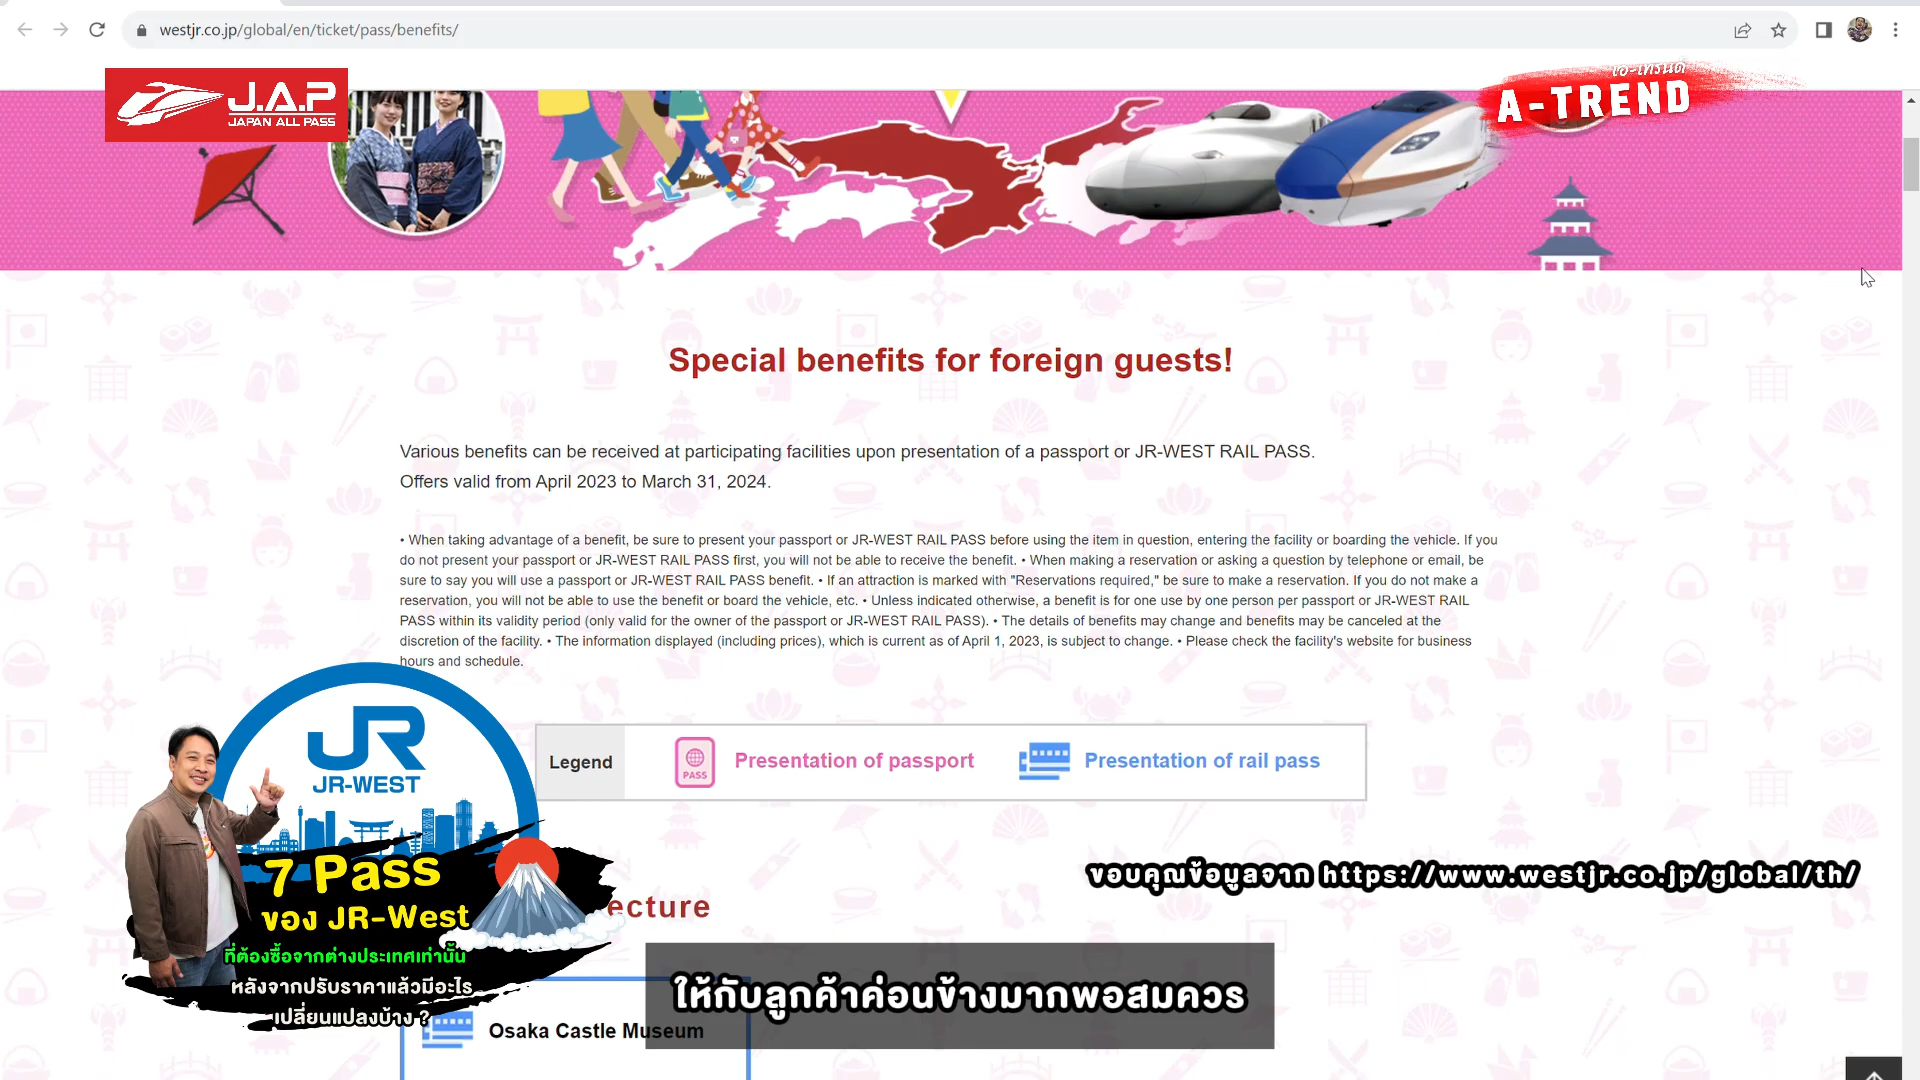 westjr.co.jp/global/en/ticket/pass/benefits/
J.A.P
JAPAN ALL PASS
เอ-เทรนด์
A-TREND
Special benefits for foreign guests!
Various benefits can be received at participating facilities upon presentation of a passport or JR-WEST RAIL PASS.
Offers valid from April 2023 to March 31, 2024.
• When taking advantage of a benefit, be sure to present your passport or JR-WEST RAIL PASS before using the item in question, entering the facility or boarding the vehicle. If you
do not present your passport or JR-WEST RAIL PASS first, you will not be able to receive the benefit. • When making a reservation or asking a question by telephone or email, be
sure to say you will use a passport or JR-WEST RAIL PASS benefit. • If an attraction is marked with "Reservations required," be sure to make a reservation. If you do not make a
reservation, you will not be able to use the benefit or board the vehicle, etc. • Unless indicated otherwise, a benefit is for one use by one person per passport or JR-WEST RAIL
PASS within its validity period (only valid for the owner of the passport or JR-WEST RAIL PASS). • The details of benefits may change and benefits may be canceled at the
discretion of the facility. • The information displayed (including prices), which is current as of April 1, 2023, is subject to change. • Please check the facility's website for business
hours and schedule.
Legend
PASS
Presentation of passport
Presentation of rail pass
JR
JR-WEST
7 Pass
ของ JR-West
ที่ต้องซื้อจากต่างประเทศเท่านั้น
หลังจากปรับราคาแล้วมีอะไร
เปลี่ยนแปลงบ้าง ?
ขอบคุณข้อมูลจาก https://www.westjr.co.jp/global/th/
ecture
ให้กับลูกค้าค่อนข้างมากพอสมควร
Osaka Castle Museum